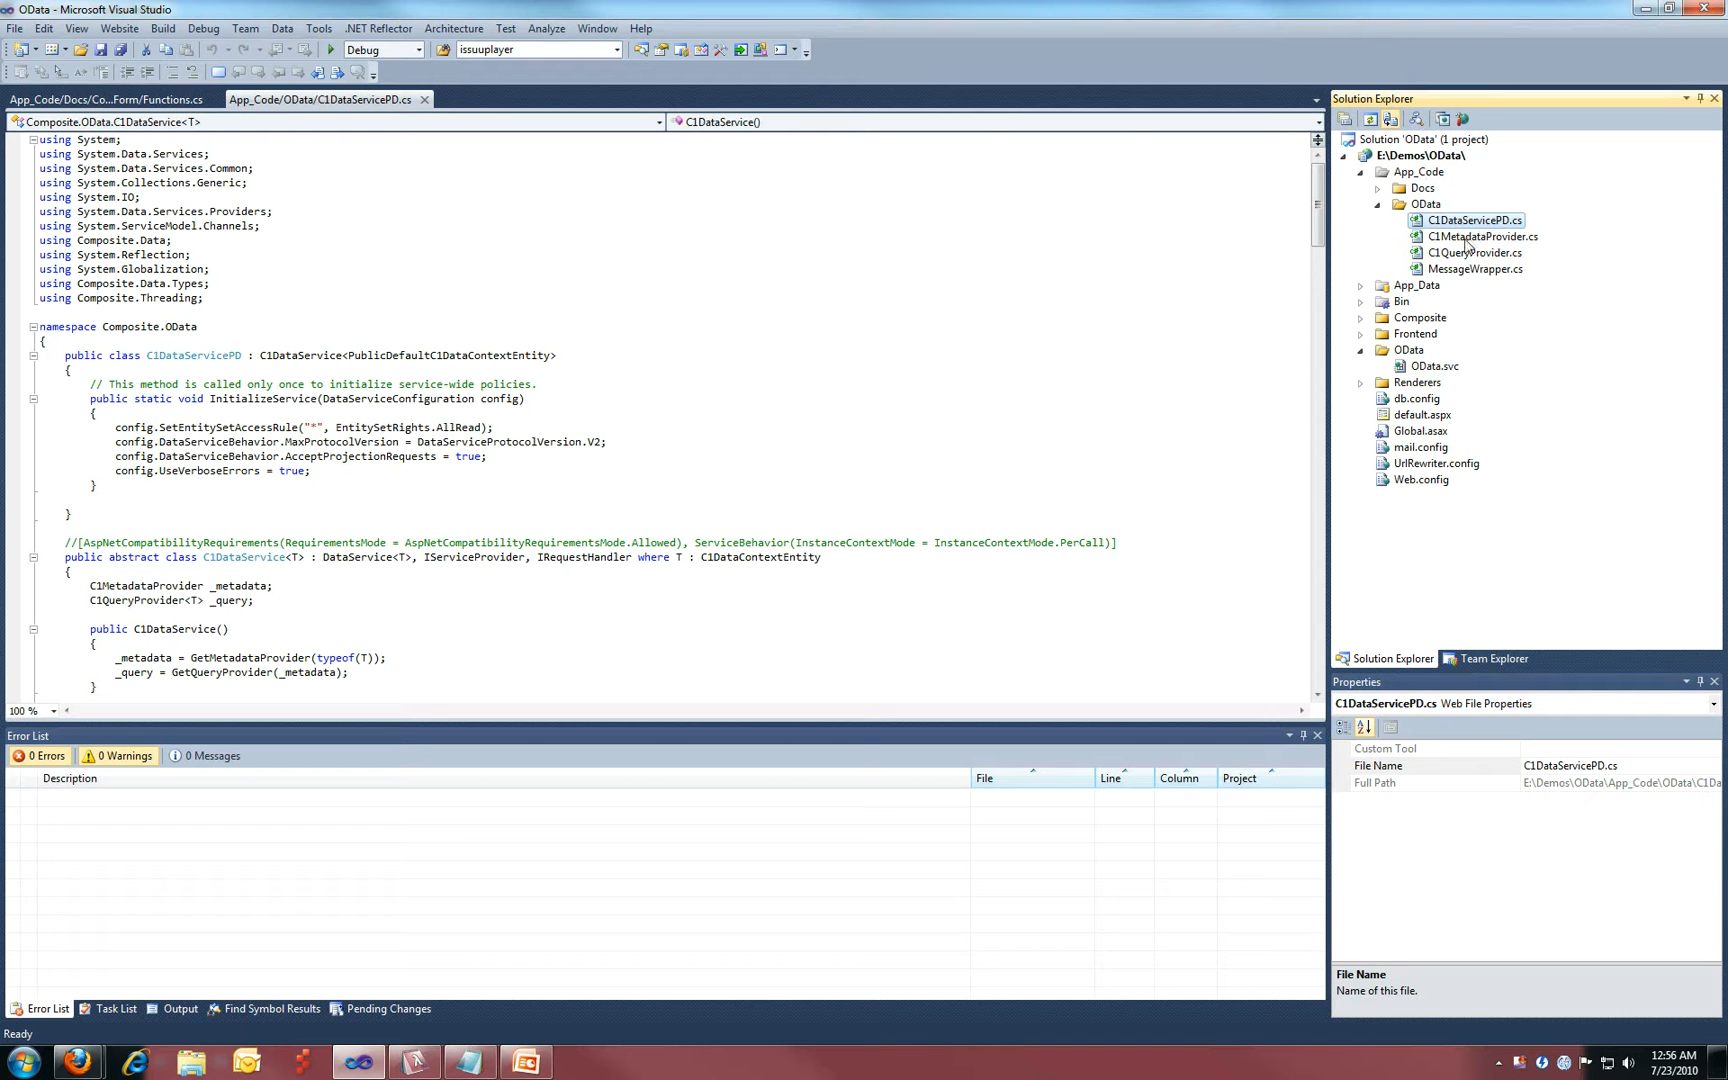 OData - Microsoft Visual Studio
File Edit View Website Build Debug Team Data Tools .NET Reflector Architecture Test Analyze Window Help
Debug issuuplayer
App_Code/Docs/Co...Form/Functions.cs App_Code/OData/C1DataServicePD.cs
Composite.OData.C1DataService<T> C1DataService()
using System;
using System.Data.Services;
using System.Data.Services.Common;
using System.Collections.Generic;
using System.IO;
using System.Data.Services.Providers;
using System.ServiceModel.Channels;
using Composite.Data;
using System.Reflection;
using System.Globalization;
using Composite.Data.Types;
using Composite.Threading;
namespace Composite.OData
{
public class C1DataServicePD : C1DataService<PublicDefaultC1DataContextEntity>
{
// This method is called only once to initialize service-wide policies.
public static void InitializeService(DataServiceConfiguration config)
{
config.SetEntitySetAccessRule("*", EntitySetRights.AllRead);
config.DataServiceBehavior.MaxProtocolVersion = DataServiceProtocolVersion.V2;
config.DataServiceBehavior.AcceptProjectionRequests = true;
config.UseVerboseErrors = true;
}
}
//[AspNetCompatibilityRequirements(RequirementsMode = AspNetCompatibilityRequirementsMode.Allowed), ServiceBehavior(InstanceContextMode = InstanceContextMode.PerCall)]
public abstract class C1DataService<T> : DataService<T>, IServiceProvider, IRequestHandler where T : C1DataContextEntity
{
C1MetadataProvider _metadata;
C1QueryProvider<T> _query;
public C1DataService()
{
_metadata = GetMetadataProvider(typeof(T));
_query = GetQueryProvider(_metadata);
}
100 %
Error List
0 Errors 0 Warnings 0 Messages
Description File Line Column Project
Error List Task List Output Find Symbol Results Pending Changes
Ready
Solution Explorer
Solution 'OData' (1 project)
E:\Demos\OData\
App_Code
Docs
OData
C1DataServicePD.cs
C1MetadataProvider.cs
C1QueryProvider.cs
MessageWrapper.cs
App_Data
Bin
Composite
Frontend
OData
OData.svc
Renderers
db.config
default.aspx
Global.asax
mail.config
UrlRewriter.config
Web.config
Solution Explorer Team Explorer
Properties
C1DataServicePD.cs Web File Properties
Custom Tool
File Name C1DataServicePD.cs
Full Path E:\Demos\OData\App_Code\OData\C1Da
File Name
Name of this file.
12:56 AM
7/23/2010